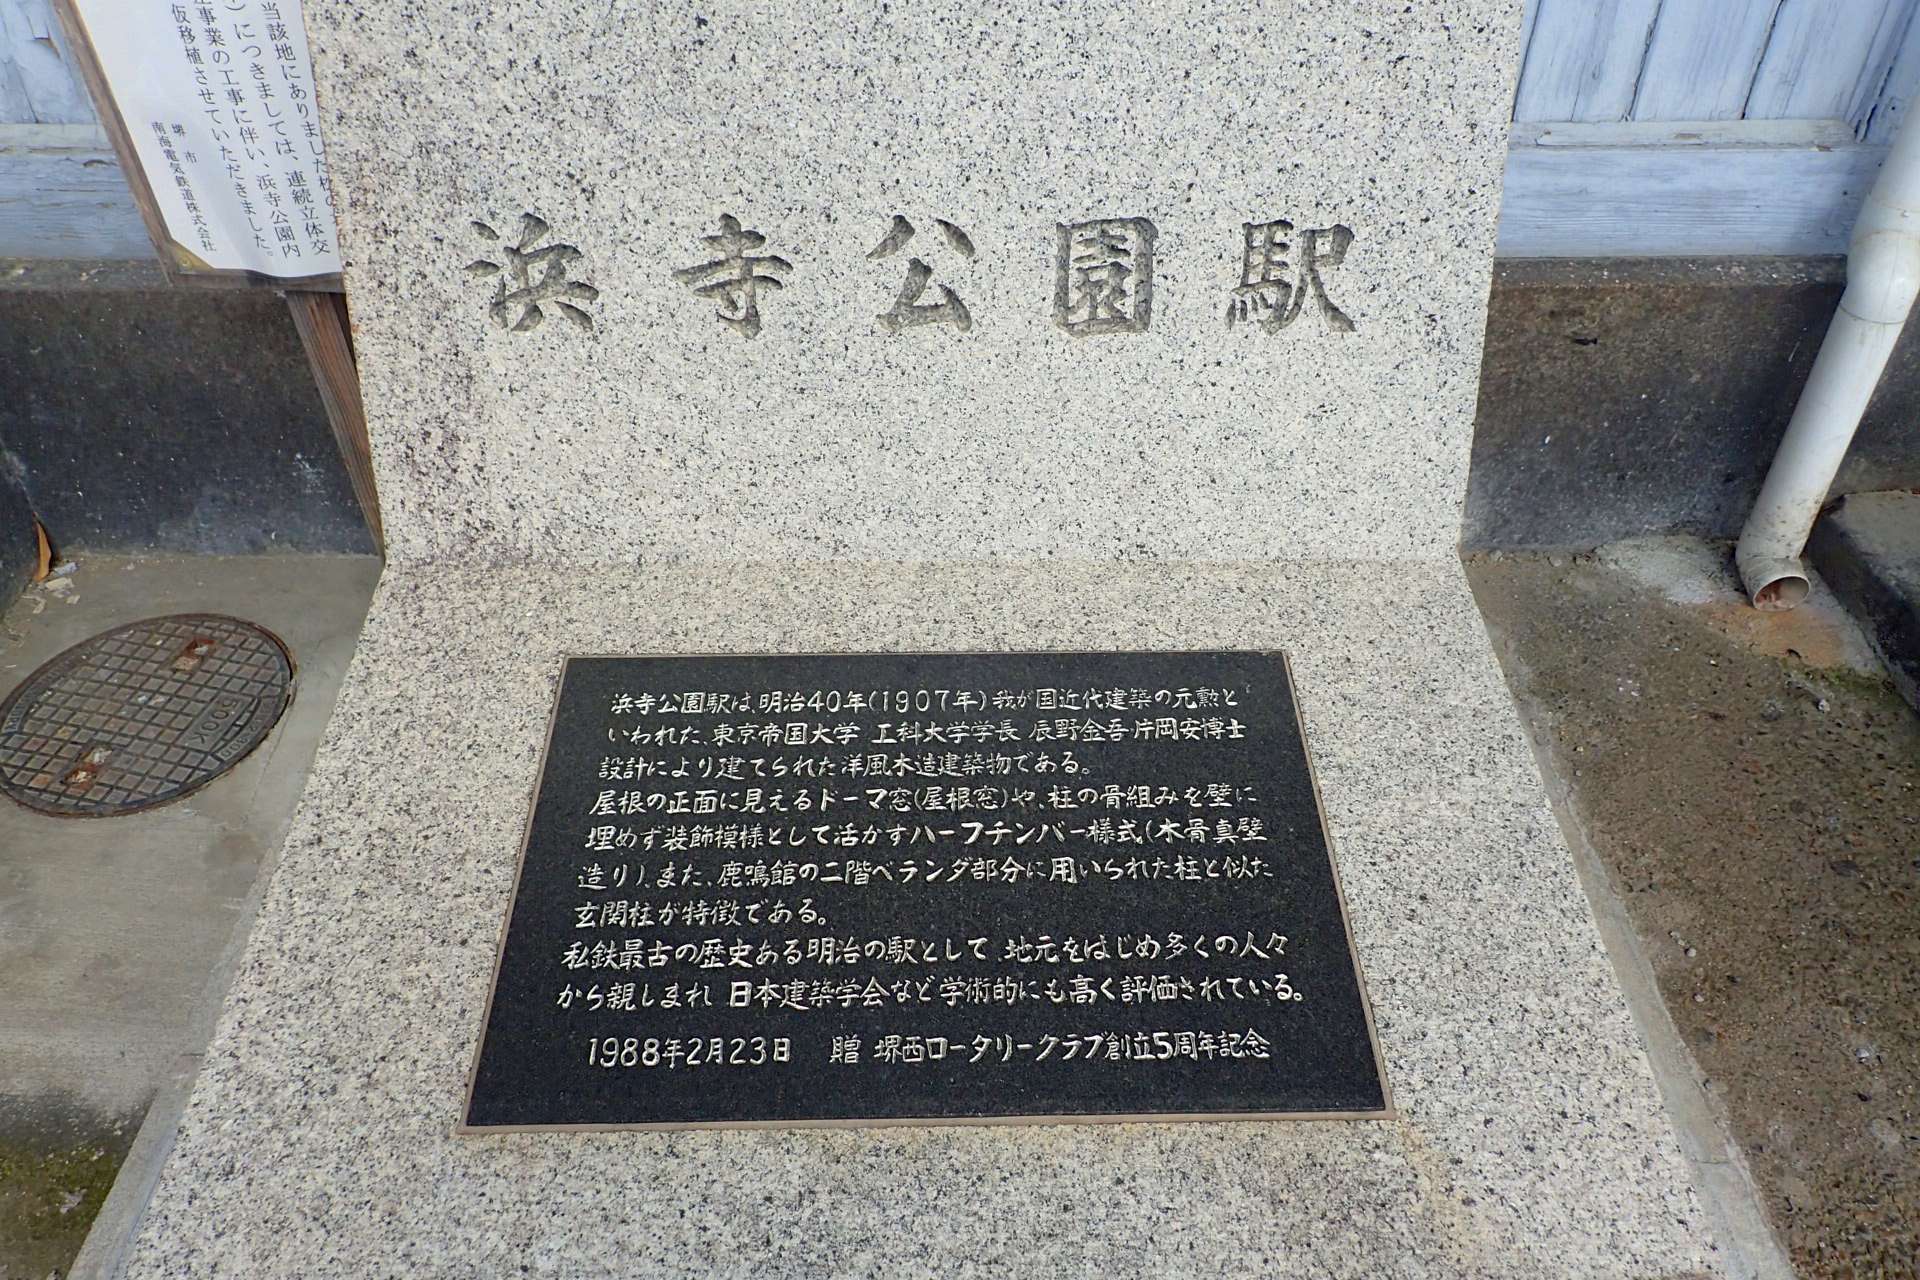 当該地にありました松の
につきましては、連続立体交
事業の工事に伴い、浜寺公園内
仮移植させていただきました。
堺市
南海電気鉄道株式会社
浜寺公園駅
浜寺公園駅は、明治40年(1907年)我が国近代建築の元勲と
いわれた、東京帝国大学 工科大学学長 辰野金吾・片岡安博士
設計により建てられた洋風木造建築物である。
屋根の正面に見えるドーマ窓(屋根窓)や、柱の骨組みを壁に
埋めず装飾模様として活かすハーフチンバー様式(木骨真壁
造り)、また、鹿鳴館の二階ベランダ部分に用いられた柱と似た
玄関柱が特徴である。
私鉄最古の歴史ある明治の駅として、地元をはじめ多くの人々
から親しまれ 日本建築学会など学術的にも高く評価されている。
1988年2月23日 贈 堺西ロータリークラブ創立5周年記念
500K